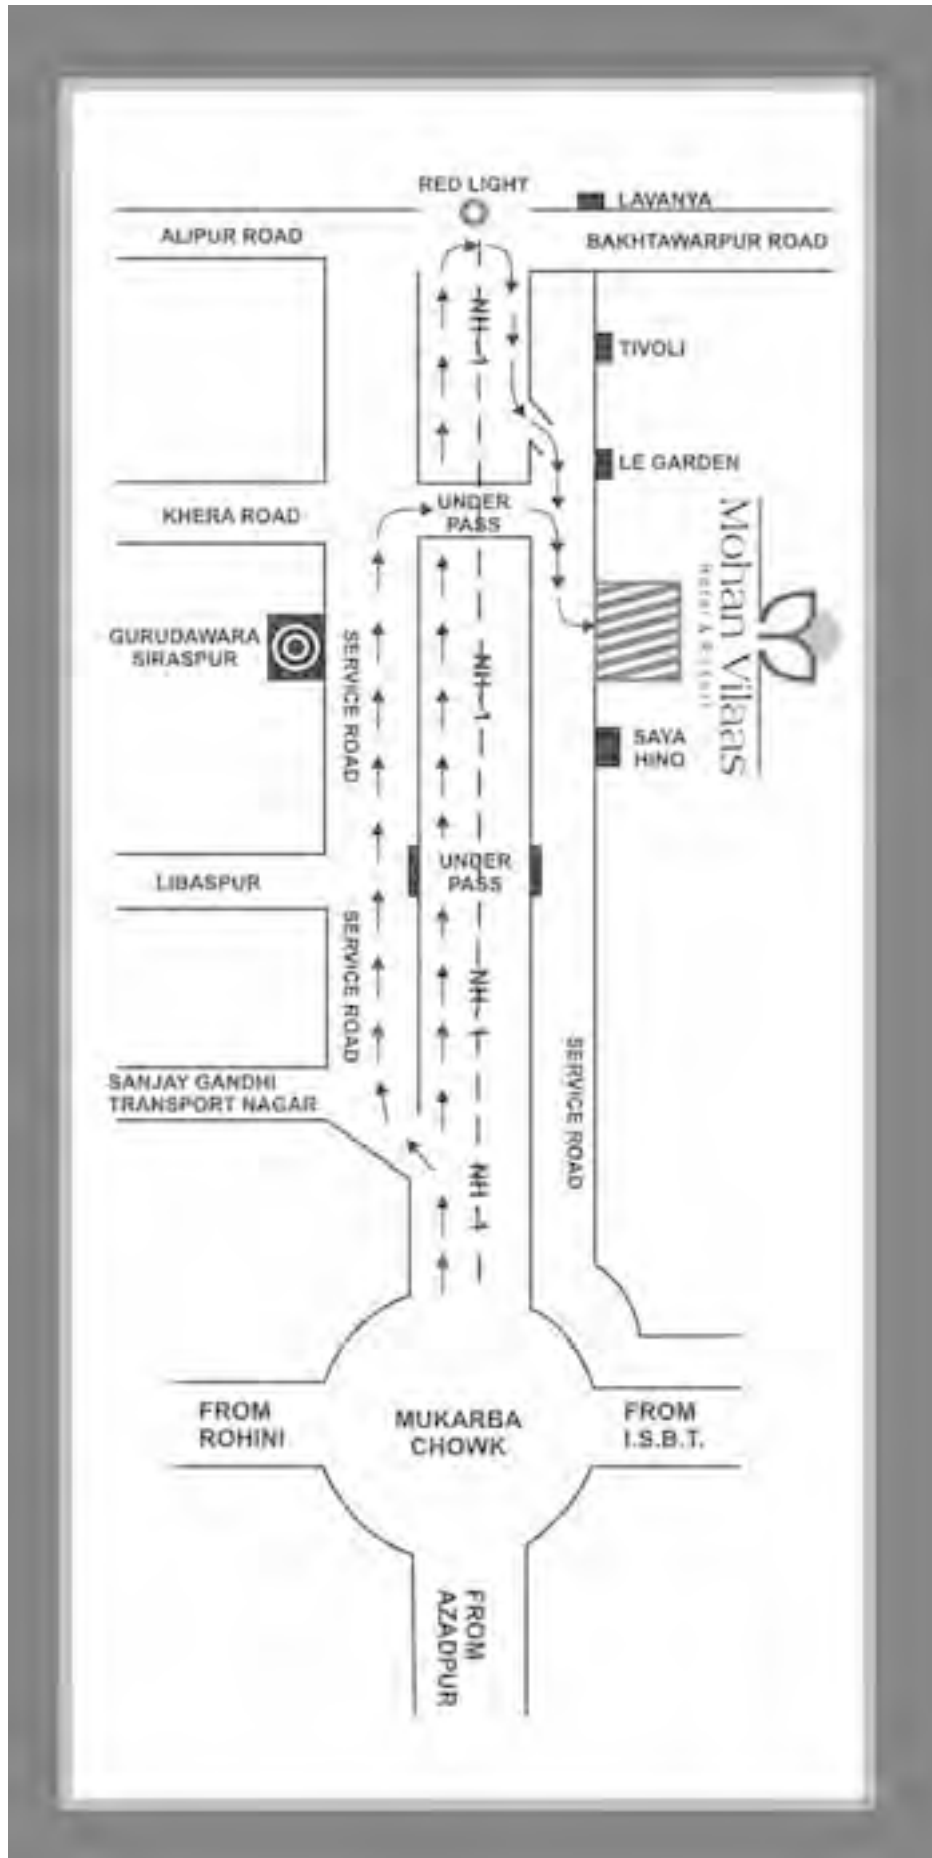 RED LIGHT
LAVANYA
ALIPUR ROAD
BAKHTAWARPUR ROAD
NH-1
TIVOLI
LE GARDEN
KHERA ROAD
UNDER
PASS
Mohan Vilaas
Hotel & Resort
GURUDAWARA
SIRASPUR
SERVICE ROAD
NH-1
SAYA
HINO
UNDER
PASS
LIBASPUR
SERVICE ROAD
NH-1
SANJAY GANDHI
TRANSPORT NAGAR
SERVICE ROAD
NH-1
FROM
ROHINI
MUKARBA
CHOWK
FROM
I.S.B.T.
FROM
AZADPUR